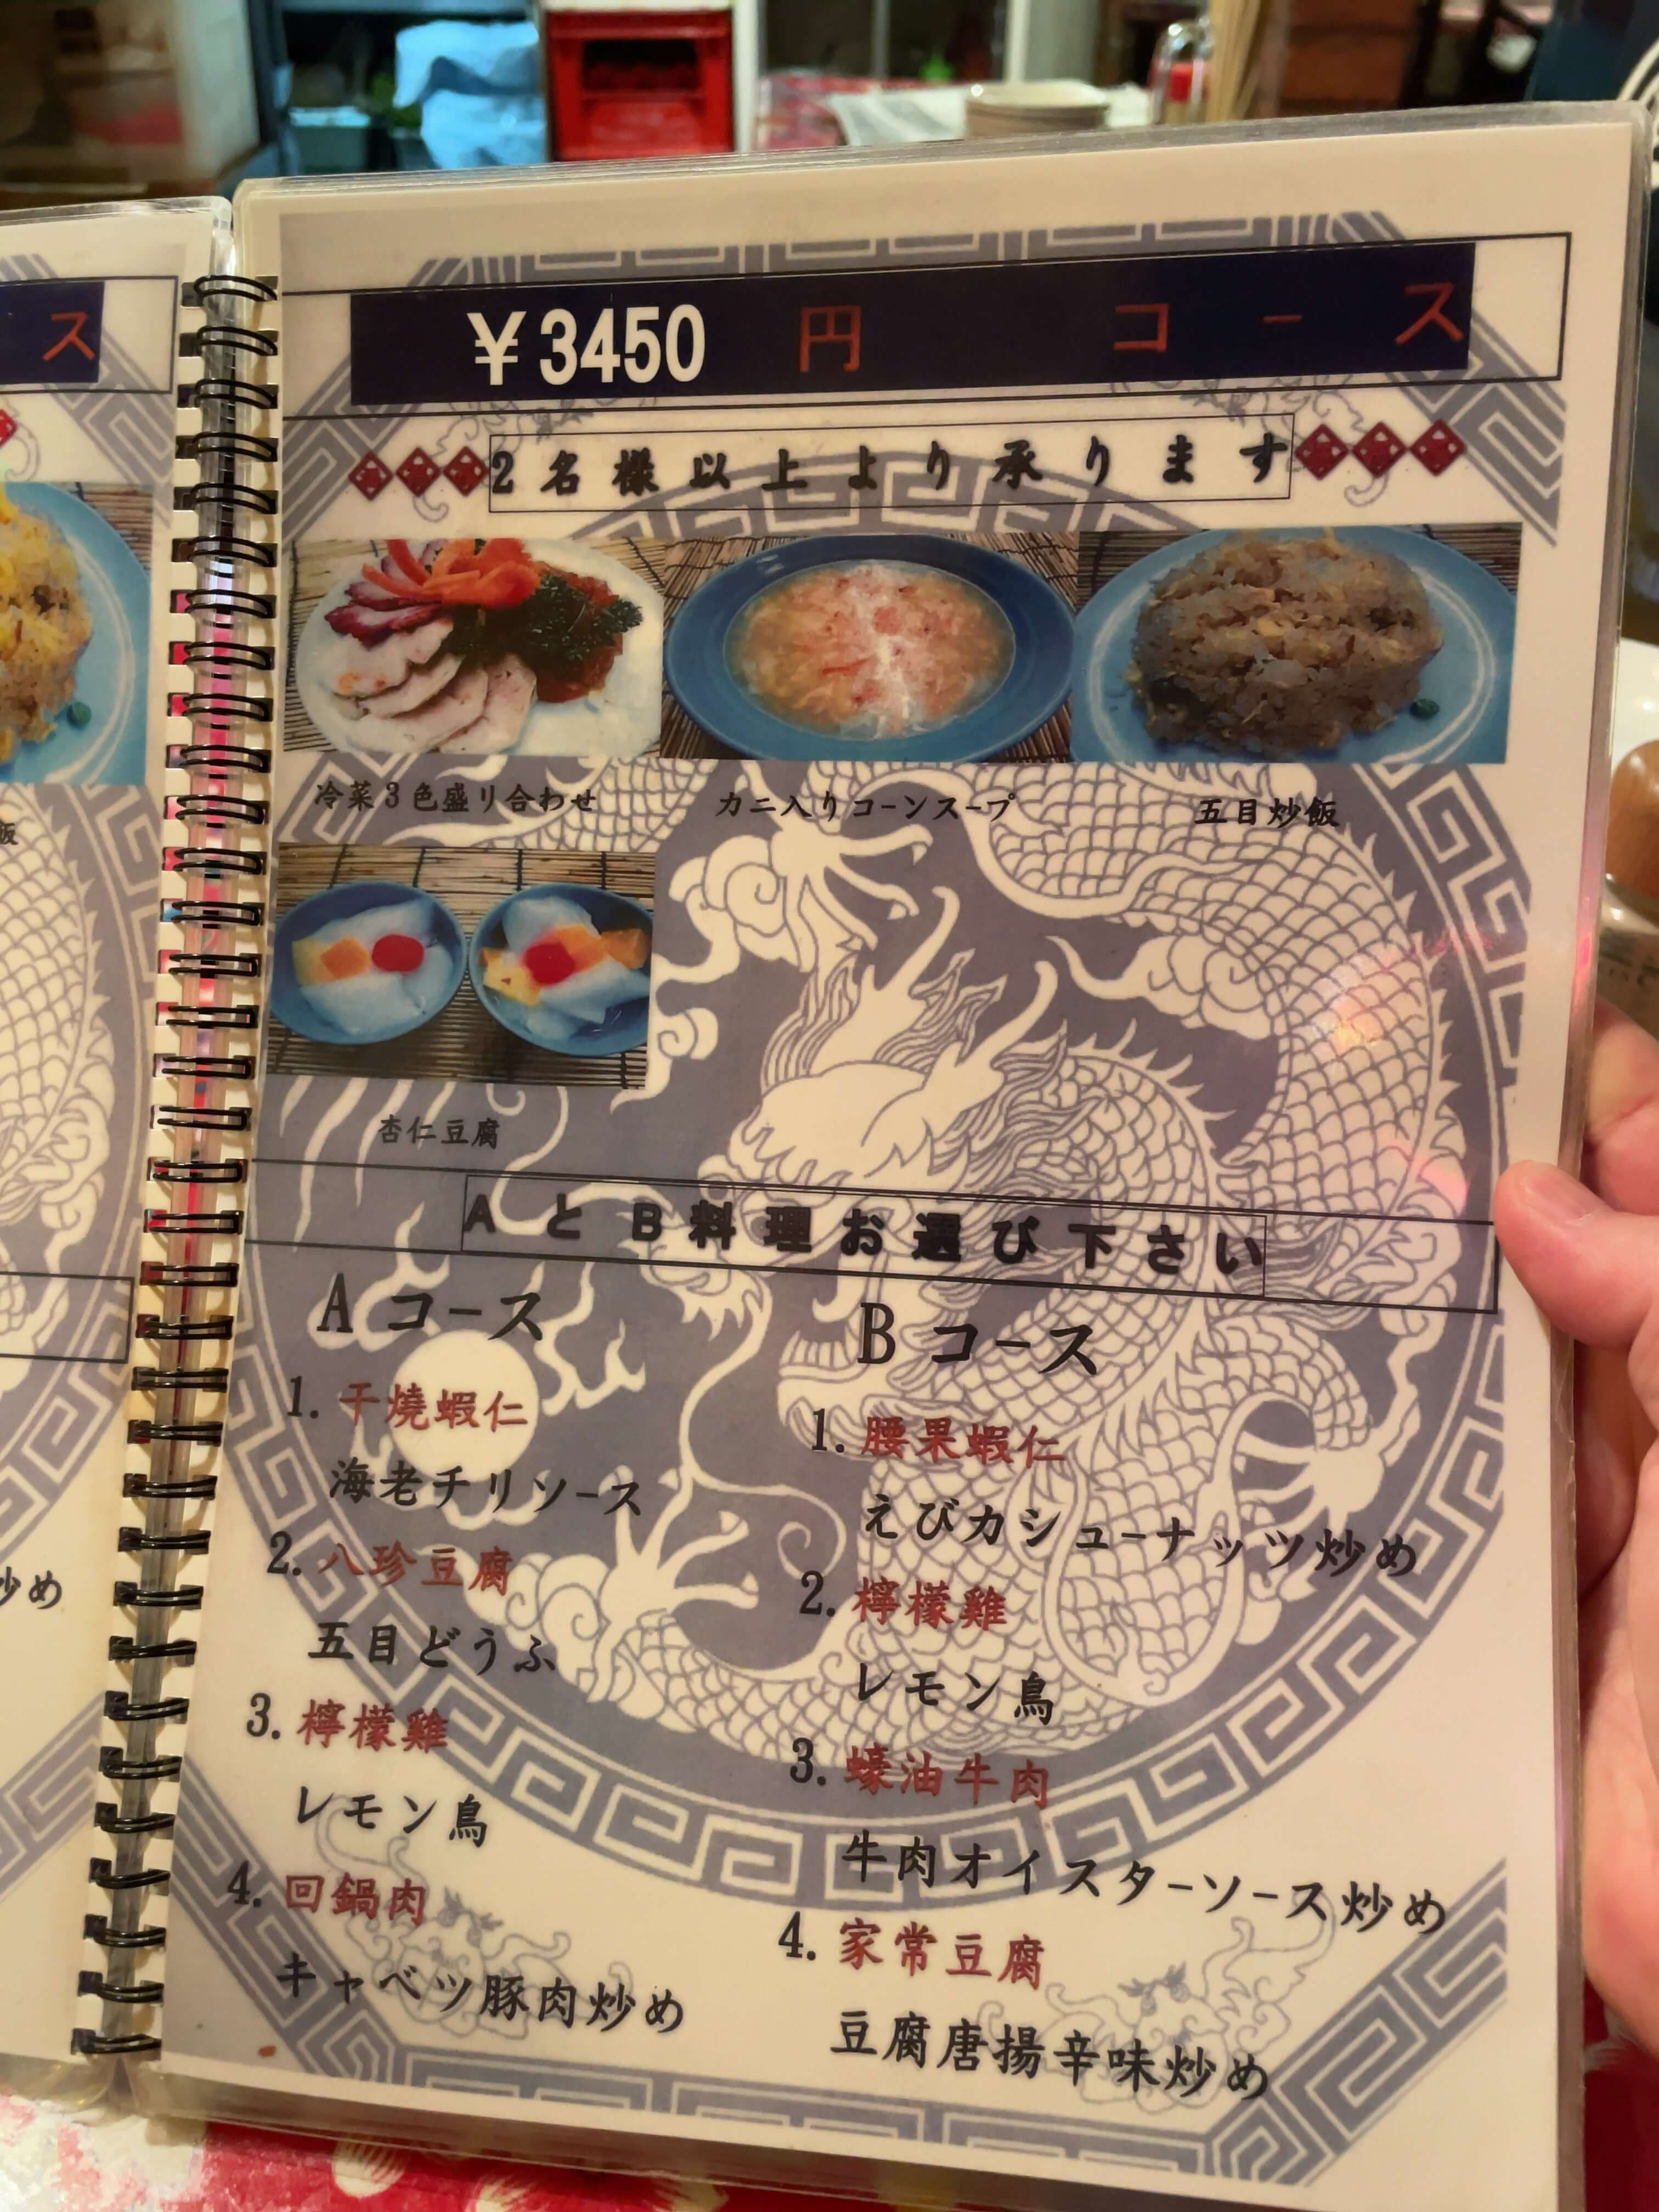 ス
飯
炒め
¥3450 円 コース
2名様以上より承ります
冷菜3色盛り合わせ
カニ入りコーンスープ
五目炒飯
杏仁豆腐
AとB料理お選び下さい
A コース
1. 干焼蝦仁
海老チリソース
2. 八珍豆腐
五目どうふ
3. 檸檬雞
レモン鳥
4. 回鍋肉
キャベツ豚肉炒め
B コース
1. 腰果蝦仁
えびカシューナッツ炒め
2. 檸檬雞
レモン鳥
3. 蠔油牛肉
牛肉オイスターソース炒め
4. 家常豆腐
豆腐唐揚辛味炒め